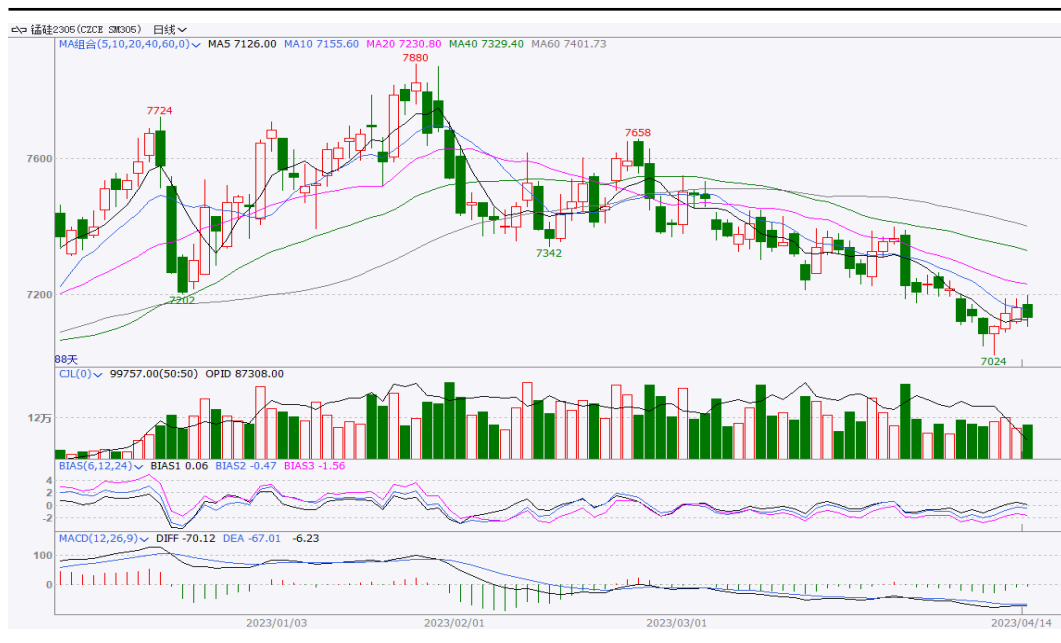 锰硅2305(CZCE SM305) 日线
MA组合(5,10,20,40,60,0) MA5 7126.00 MA10 7155.60 MA20 7230.80 MA40 7329.40 MA60 7401.73
7880
7724
7658
7600
7342
7200
7202
88天
7024
CJL(0) 99757.00(50:50) OPID 87308.00
12万
BIAS(6,12,24) BIAS1 0.06 BIAS2 -0.47 BIAS3 -1.56
4
2
0
-2
MACD(12,26,9) DIFF -70.12 DEA -67.01 -6.23
100
0
2023/01/03 2023/02/01 2023/03/01 2023/04/14